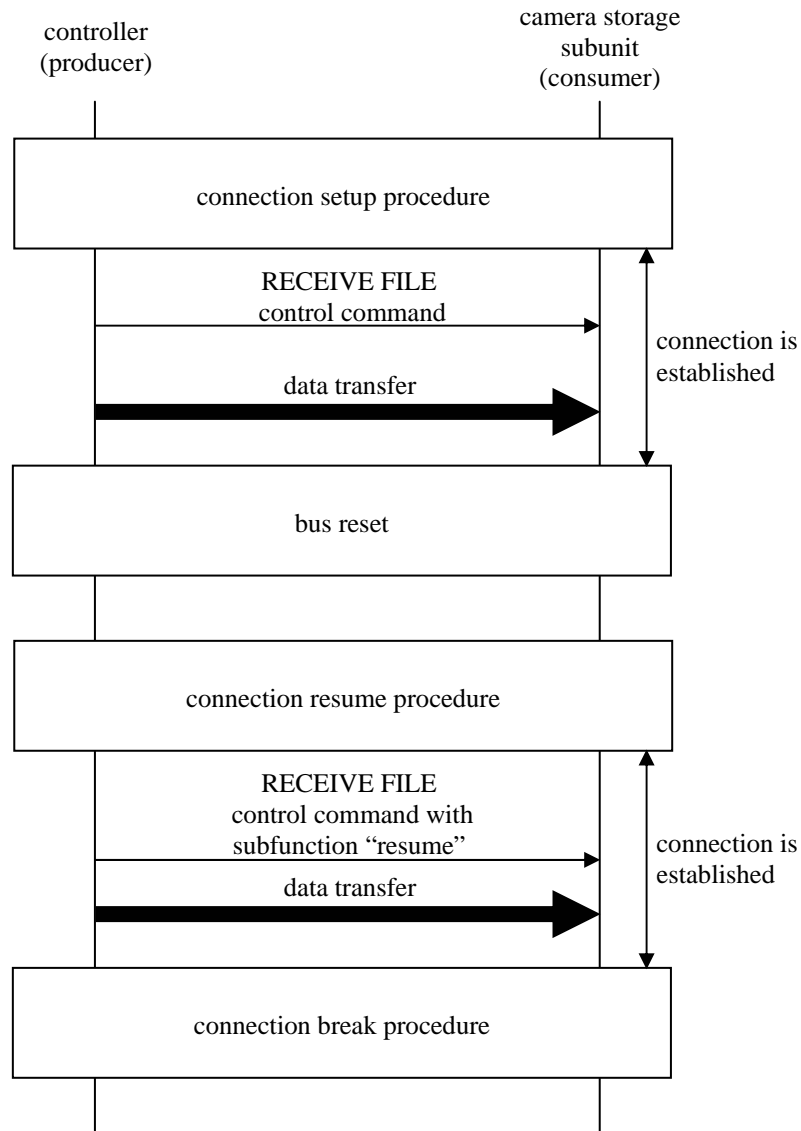 controller
(producer)
camera storage
subunit
(consumer)
connection setup procedure
RECEIVE FILE
control command
connection is
established
data transfer
bus reset
connection resume procedure
RECEIVE FILE
control command with
subfunction “resume”
connection is
established
data transfer
connection break procedure